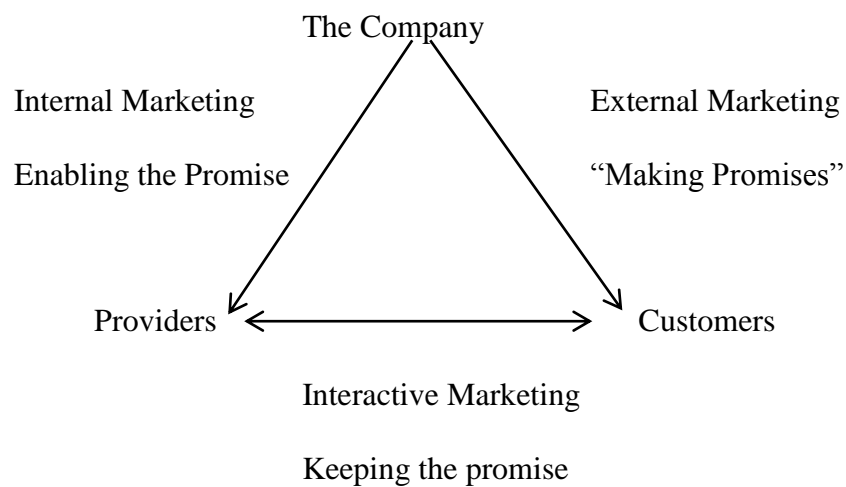 The Company
Internal Marketing
External Marketing
Enabling the Promise
“Making Promises”
Providers
Customers
Interactive Marketing
Keeping the promise